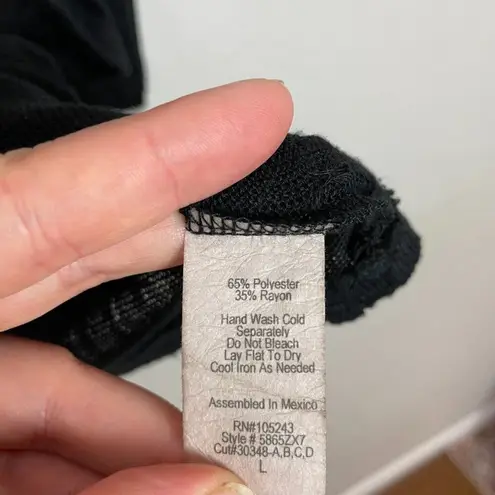 65% Polyester
35% Rayon
Hand Wash Cold
Separately
Do Not Bleach
Lay Flat To Dry
Cool Iron As Needed
Assembled In Mexico
RN#105243
Style # 5865ZX7
Cut#30348-A,B,C,D
L